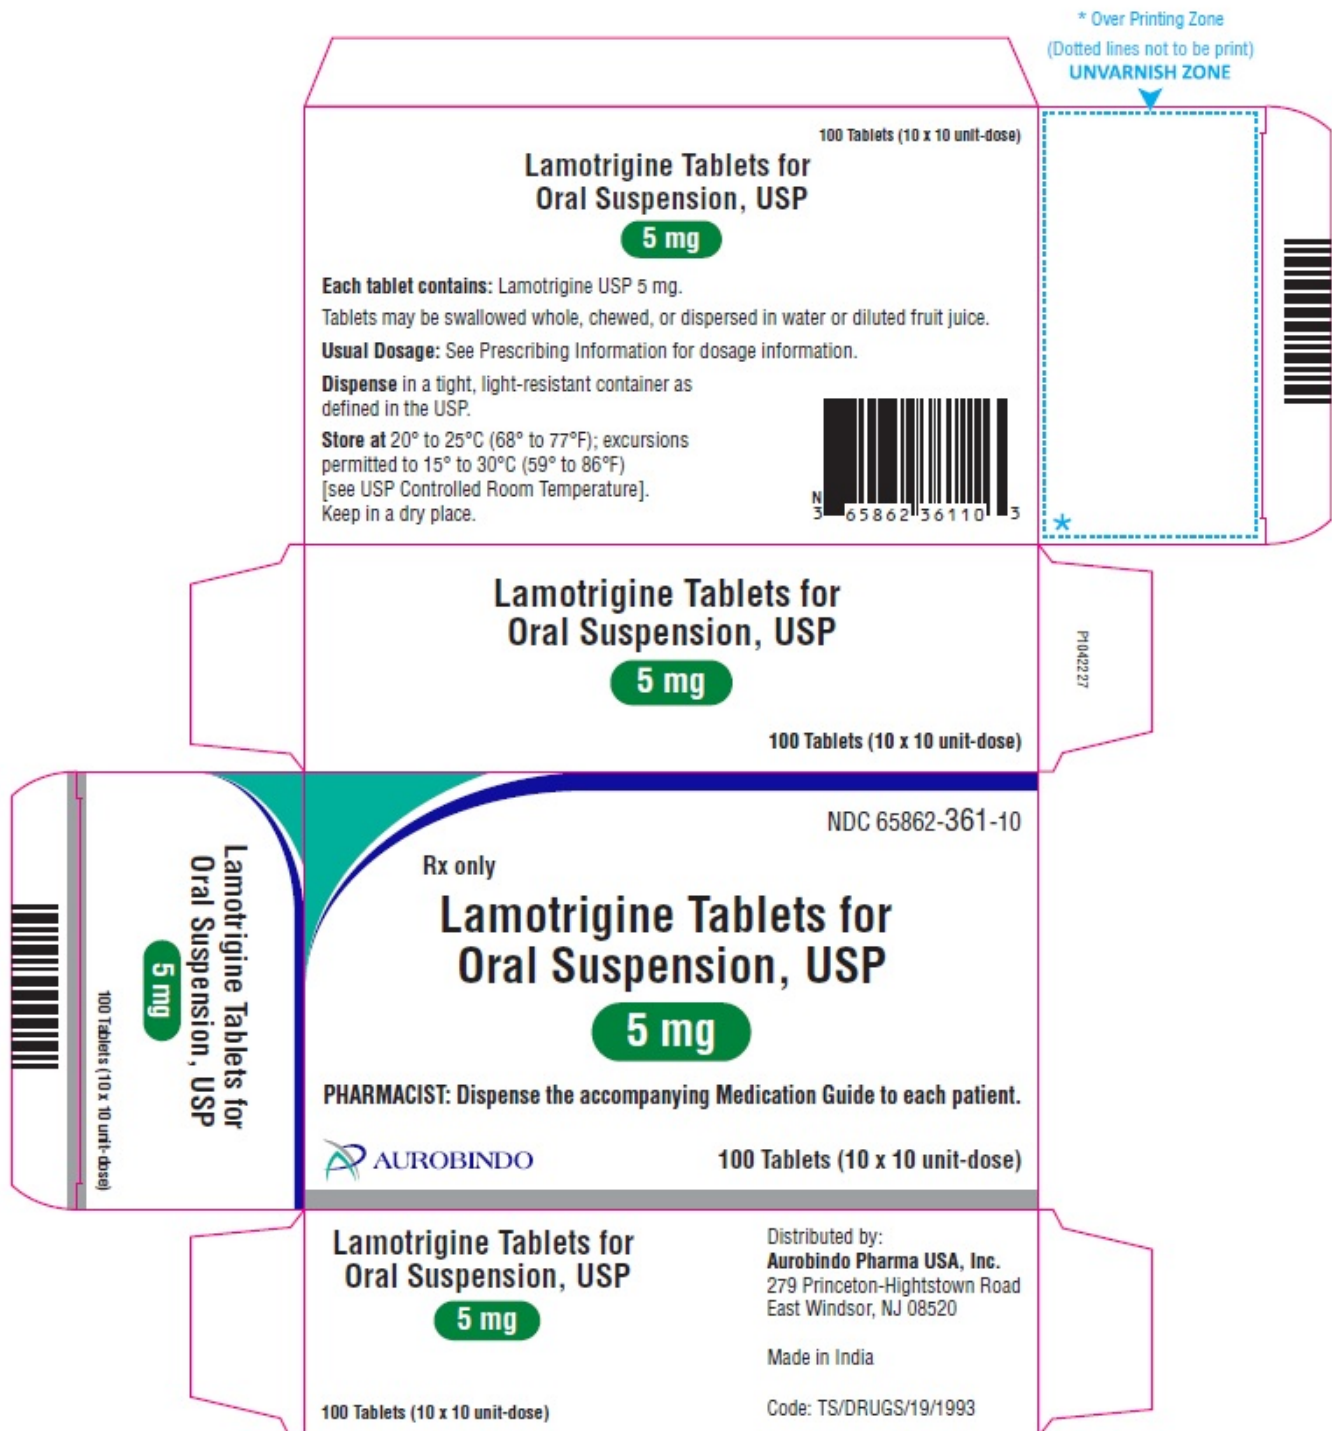 * Over Printing Zone
(Dotted lines not to be print)
UNVARNISH ZONE
100 Tablets (10 x 10 unit-dose)
Lamotrigine Tablets for
Oral Suspension, USP
5 mg
Each tablet contains: Lamotrigine USP 5 mg.
Tablets may be swallowed whole, chewed, or dispersed in water or diluted fruit juice.
Usual Dosage: See Prescribing Information for dosage information.
Dispense in a tight, light-resistant container as
defined in the USP.
Store at 20° to 25°C (68° to 77°F); excursions
permitted to 15° to 30°C (59° to 86°F)
[see USP Controlled Room Temperature].
Keep in a dry place.
N
3 65862 36110 3
*
Lamotrigine Tablets for
Oral Suspension, USP
5 mg
100 Tablets (10 x 10 unit-dose)
P1042227
Lamotrigine Tablets for
Oral Suspension, USP
5 mg
100 Tablets (10 x 10 unit-dose)
NDC 65862-361-10
Rx only
Lamotrigine Tablets for
Oral Suspension, USP
5 mg
PHARMACIST: Dispense the accompanying Medication Guide to each patient.
AUROBINDO
100 Tablets (10 x 10 unit-dose)
Lamotrigine Tablets for
Oral Suspension, USP
5 mg
100 Tablets (10 x 10 unit-dose)
Distributed by:
Aurobindo Pharma USA, Inc.
279 Princeton-Hightstown Road
East Windsor, NJ 08520
Made in India
Code: TS/DRUGS/19/1993